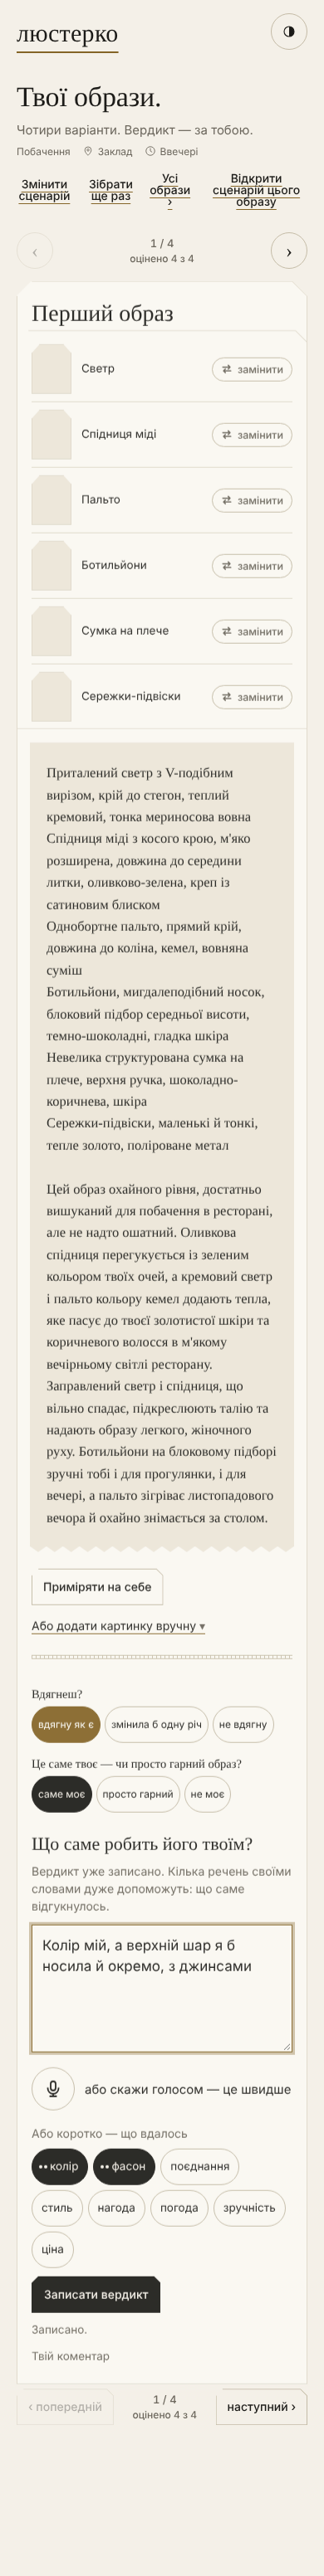 люстерко
Твої образи.
Чотири варіанти. Вердикт — за тобою.
Побачення Заклад Ввечері
Змінити
сценарій
Зібрати
ще раз
Усі
образи
›
Відкрити
сценарій цього
образу
‹
1 / 4
оцінено 4 з 4
›
Перший образ
Светр
⇄ замінити
Спідниця міді
⇄ замінити
Пальто
⇄ замінити
Ботильйони
⇄ замінити
Сумка на плече
⇄ замінити
Сережки-підвіски
⇄ замінити
Приталений светр з V-подібним
вирізом, крій до стегон, теплий
кремовий, тонка мериносова вовна
Спідниця міді з косого крою, м'яко
розширена, довжина до середини
литки, оливково-зелена, креп із
сатиновим блиском
Однобортне пальто, прямий крій,
довжина до коліна, кемел, вовняна
суміш
Ботильйони, мигдалеподібний носок,
блоковий підбор середньої висоти,
темно-шоколадні, гладка шкіра
Невелика структурована сумка на
плече, верхня ручка, шоколадно-
коричнева, шкіра
Сережки-підвіски, маленькі й тонкі,
тепле золото, поліроване метал
Цей образ охайного рівня, достатньо
вишуканий для побачення в ресторані,
але не надто ошатний. Оливкова
спідниця перегукується із зеленим
кольором твоїх очей, а кремовий светр
і пальто кольору кемел додають тепла,
яке пасує до твоєї золотистої шкіри та
коричневого волосся в м'якому
вечірньому світлі ресторану.
Заправлений светр і спідниця, що
вільно спадає, підкреслюють талію та
надають образу легкого, жіночного
руху. Ботильйони на блоковому підборі
зручні тобі і для прогулянки, і для
вечері, а пальто зігріває листопадового
вечора й охайно знімається за столом.
Приміряти на себе
Або додати картинку вручну ▾
Вдягнеш?
вдягну як є
змінила б одну річ
не вдягну
Це саме твоє — чи просто гарний образ?
саме моє
просто гарний
не моє
Що саме робить його твоїм?
Вердикт уже записано. Кілька речень своїми
словами дуже допоможуть: що саме
відгукнулось.
Колір мій, а верхній шар я б
носила й окремо, з джинсами
або скажи голосом — це швидше
Або коротко — що вдалось
•• колір
•• фасон
поєднання
стиль
нагода
погода
зручність
ціна
Записати вердикт
Записано.
Твій коментар
‹ попередній
1 / 4
оцінено 4 з 4
наступний ›